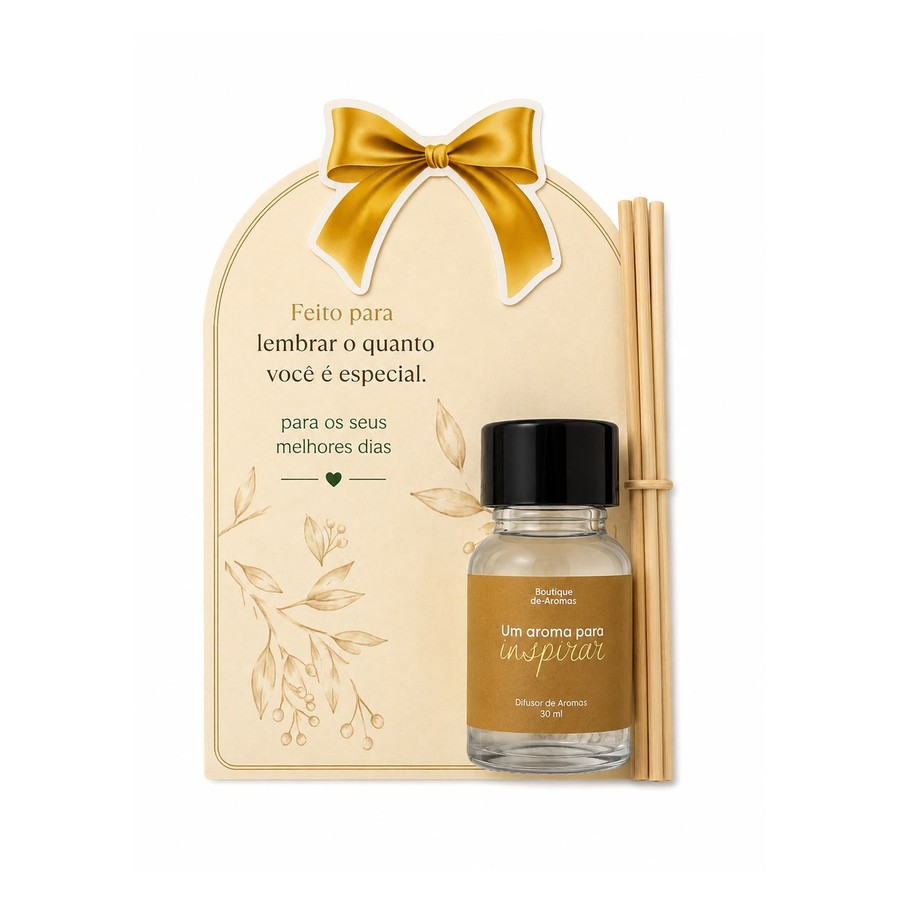 Feito para
lembrar o quanto
você é especial.
para os seus
melhores dias
Boutique
de-Aromas
Um aroma para
inspirar
Difusor de Aromas
30 ml